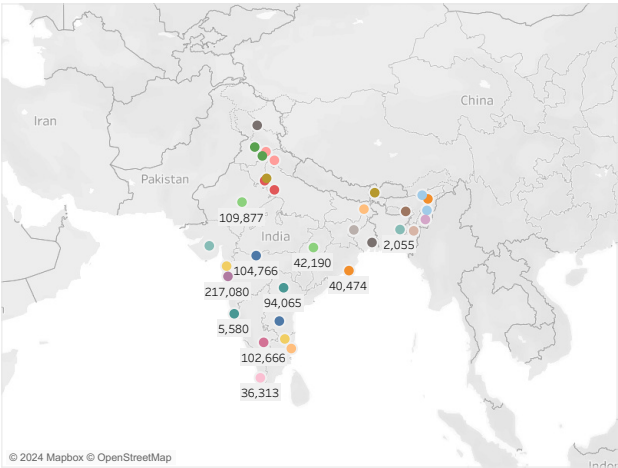 China
Iran
Pakistan
109,877
India
2,055
42,190
104,766
217,080
40,474
94,065
5,580
102,666
36,313
© 2024 Mapbox © OpenStreetMap
Indo